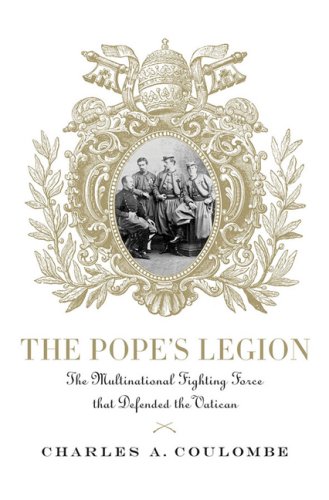 THE POPE'S LEGION
The Multinational Fighting Force
that Defended the Vatican
CHARLES A. COULOMBE